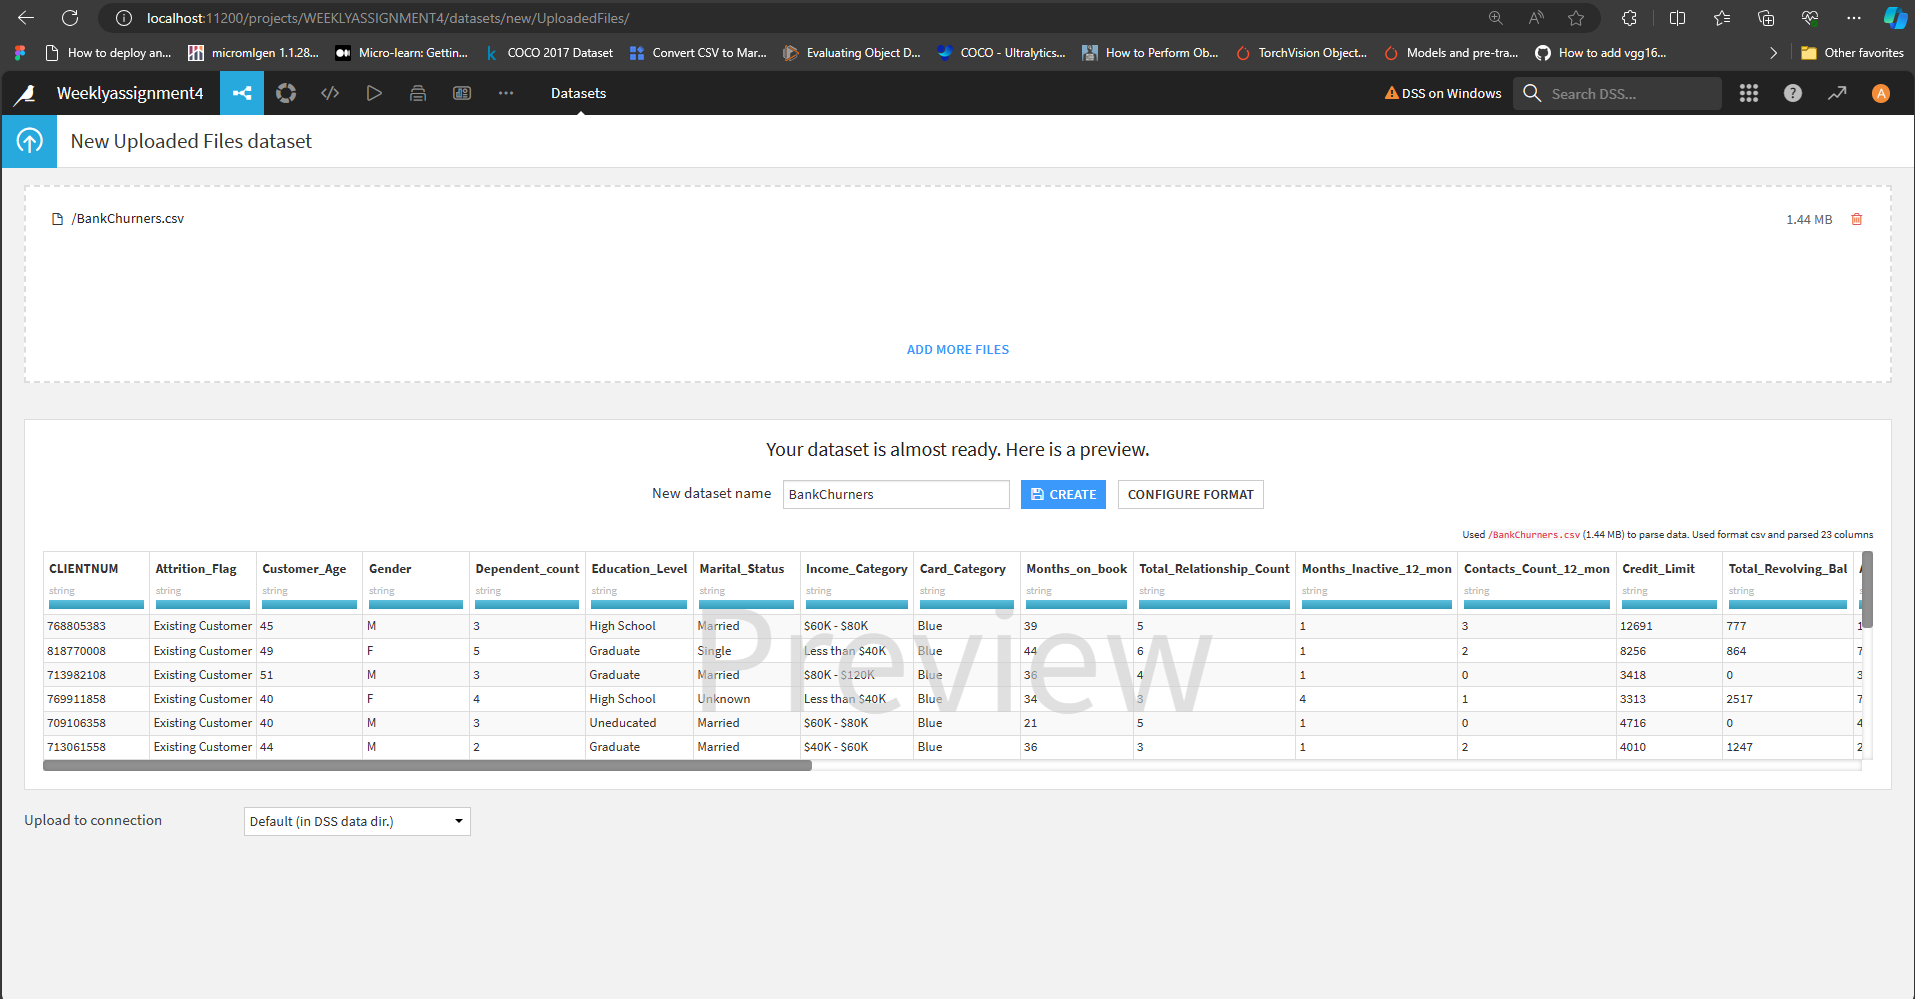 localhost:11200/projects/WEEKLYASSIGNMENT4/datasets/new/UploadedFiles/
How to deploy an... micromlgen 1.1.28... Micro-learn: Gettin... COCO 2017 Dataset Convert CSV to Mar... Evaluating Object D... COCO - Ultralytics... How to Perform Ob... TorchVision Object... Models and pre-tra... How to add vgg16... Other favorites
Weeklyassignment4 Datasets DSS on Windows Search DSS... A
New Uploaded Files dataset
/BankChurners.csv 1.44 MB
ADD MORE FILES
Your dataset is almost ready. Here is a preview.
New dataset name BankChurners CREATE CONFIGURE FORMAT
Used /BankChurners.csv (1.44 MB) to parse data. Used format csv and parsed 23 columns
CLIENTNUM Attrition_Flag Customer_Age Gender Dependent_count Education_Level Marital_Status Income_Category Card_Category Months_on_book Total_Relationship_Count Months_Inactive_12_mon Contacts_Count_12_mon Credit_Limit Total_Revolving_Bal
string string string string string string string string string string string string string string string
768805383 Existing Customer 45 M 3 High School Married $60K - $80K Blue 39 5 1 3 12691 777 1
818770008 Existing Customer 49 F 5 Graduate Single Less than $40K Blue 44 6 1 2 8256 864 7
713982108 Existing Customer 51 M 3 Graduate Married $80K - $120K Blue 36 4 1 0 3418 0 3
769911858 Existing Customer 40 F 4 High School Unknown Less than $40K Blue 34 3 4 1 3313 2517 7
709106358 Existing Customer 40 M 3 Uneducated Married $60K - $80K Blue 21 5 1 0 4716 0 4
713061558 Existing Customer 44 M 2 Graduate Married $40K - $60K Blue 36 3 1 2 4010 1247 2
Preview
Upload to connection Default (in DSS data dir.)